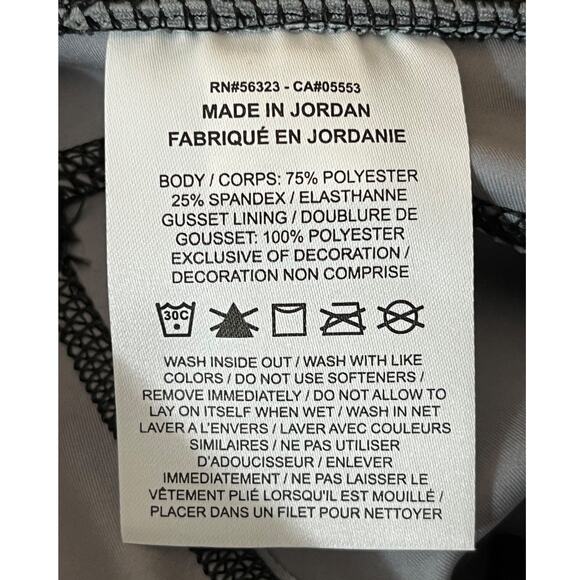 RN#56323 - CA#05553
MADE IN JORDAN
FABRIQUÉ EN JORDANIE
BODY / CORPS: 75% POLYESTER
25% SPANDEX / ELASTHANNE
GUSSET LINING / DOUBLURE DE
GOUSSET: 100% POLYESTER
EXCLUSIVE OF DECORATION /
DECORATION NON COMPRISE
30C
WASH INSIDE OUT / WASH WITH LIKE
COLORS / DO NOT USE SOFTENERS /
REMOVE IMMEDIATELY / DO NOT ALLOW TO
LAY ON ITSELF WHEN WET / WASH IN NET
LAVER A L'ENVERS / LAVER AVEC COULEURS
SIMILAIRES / NE PAS UTILISER
D'ADOUCISSEUR / ENLEVER
IMMEDIATEMENT / NE PAS LAISSER LE
VÊTEMENT PLIÉ LORSQU'IL EST MOUILLÉ /
PLACER DANS UN FILET POUR NETTOYER